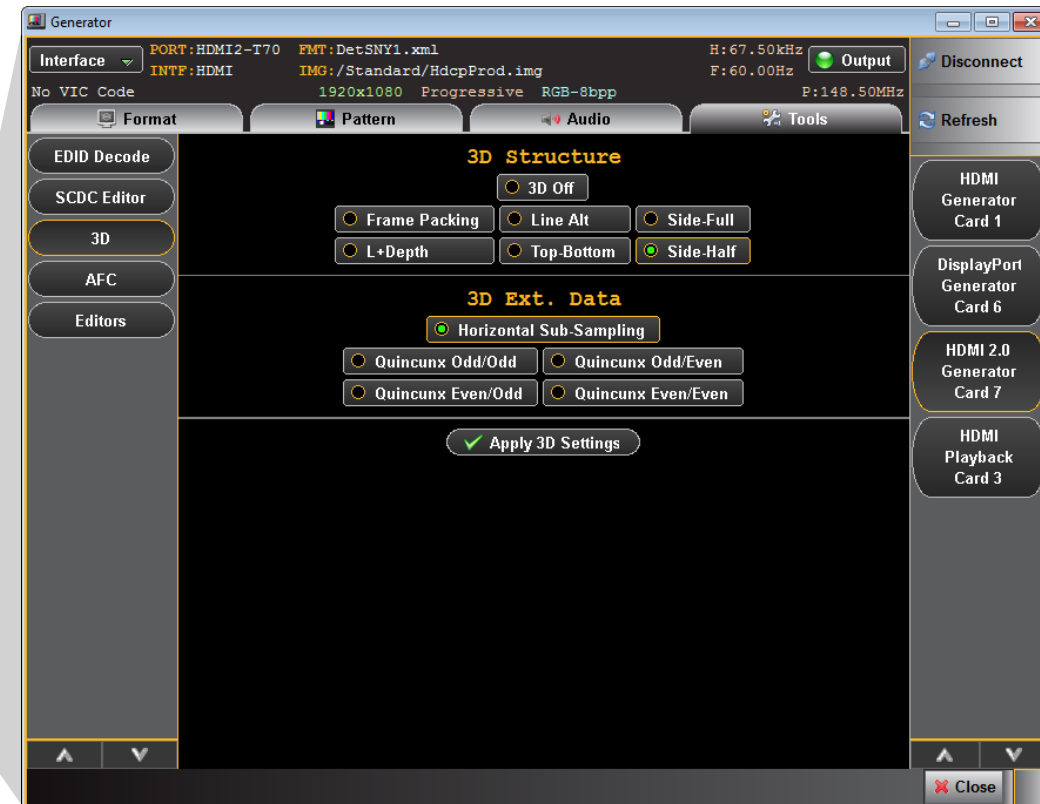 Generator
Interface PORT:HDMI2-T70 FMT:DetSNY1.xml H:67.50kHz Output
INTF:HDMI IMG:/Standard/HdcpProd.img F:60.00Hz
No VIC Code 1920x1080 Progressive RGB-8bpp P:148.50MHz
Disconnect
Refresh
Format Pattern Audio Tools
EDID Decode
SCDC Editor
3D
AFC
Editors
3D Structure
3D Off
Frame Packing Line Alt Side-Full
L+Depth Top-Bottom Side-Half
3D Ext. Data
Horizontal Sub-Sampling
Quincunx Odd/Odd Quincunx Odd/Even
Quincunx Even/Odd Quincunx Even/Even
Apply 3D Settings
HDMI
Generator
Card 1
DisplayPort
Generator
Card 6
HDMI 2.0
Generator
Card 7
HDMI
Playback
Card 3
Close